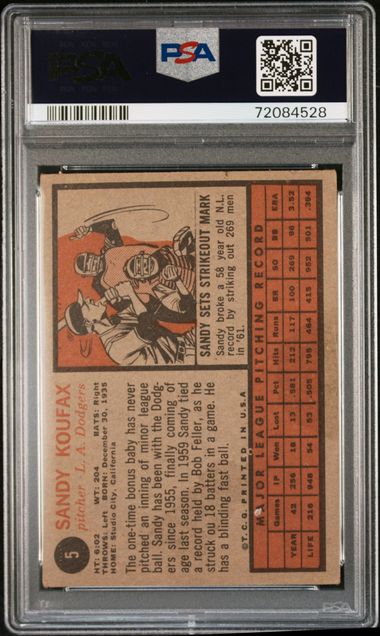 PSA
PSA
72084528
5
SANDY KOUFAX
pitcher L. A. Dodgers
HT: 6:02 WT: 204 BATS: Right
THROWS: Left BORN: December 30, 1935
HOME: Studio City, California
The one-time bonus baby has never
pitched an inning of minor league
ball. Sandy has been with the Dodg-
ers since 1955, finally coming of
age last season. In 1959 Sandy tied
a record held by Bob Feller, as he
struck ou 18 batters in a game. He
has a blinding fast ball.
SANDY SETS STRIKEOUT MARK
Sandy broke a 58 year old N.L.
record by striking out 269 men
in '61.
©T.C.G. PRINTED IN U.S.A.
MAJOR LEAGUE PITCHING RECORD
Games IP Won Lost Pct Hits Runs ER SO BB ERA
YEAR 42 256 18 13 .581 212 117 100 269 96 3.52
LIFE 216 948 54 53 .505 795 464 415 952 501 .394